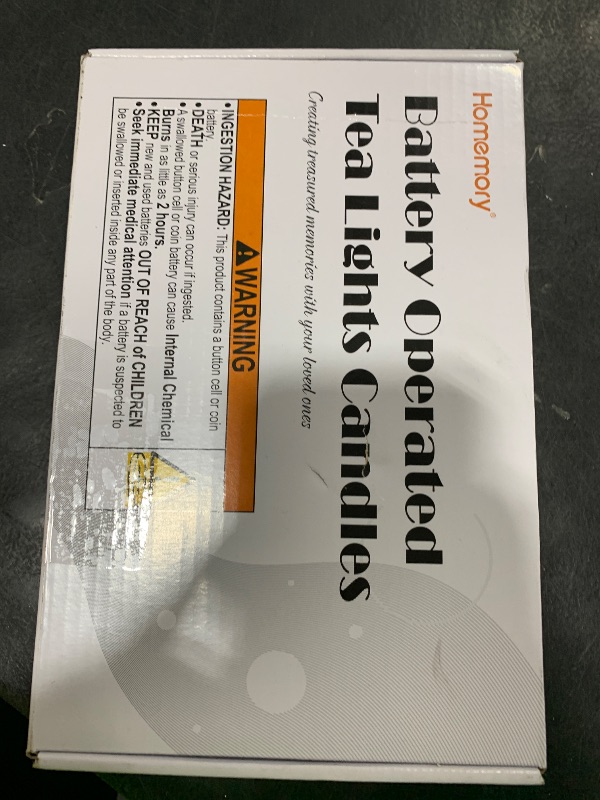 Homemory®
Battery Operated
Tea Lights Candles
Creating treasured memories with your loved ones
WARNING
• INGESTION HAZARD: This product contains a button cell or coin
battery.
• DEATH or serious injury can occur if ingested.
• A swallowed button cell or coin battery can cause Internal Chemical
Burns in as little as 2 hours.
• KEEP new and used batteries OUT OF REACH of CHILDREN
• Seek immediate medical attention if a battery is suspected to
be swallowed or inserted inside any part of the body.